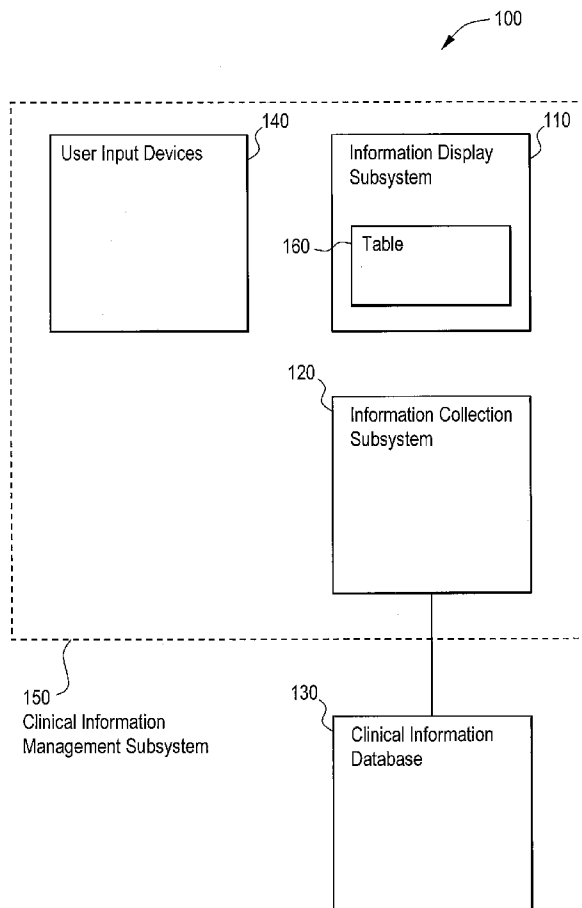 100
140
User Input Devices
110
Information Display
Subsystem
160
Table
120
Information Collection
Subsystem
150
Clinical Information
Management Subsystem
130
Clinical Information
Database